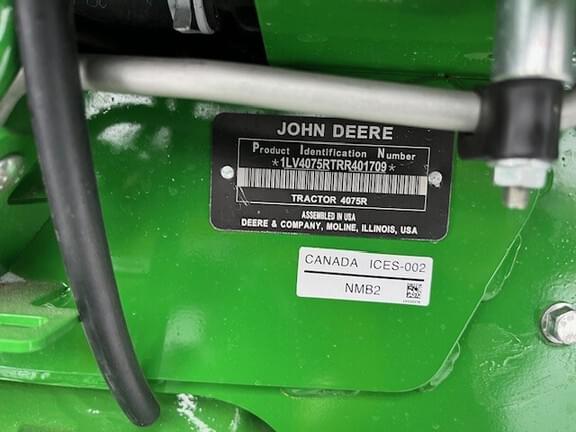 JOHN DEERE
Product Identification Number
*1LV4075RTRR401709*
TRACTOR 4075R
ASSEMBLED IN USA
DEERE & COMPANY, MOLINE, ILLINOIS, USA
CANADA ICES-002
NMB2